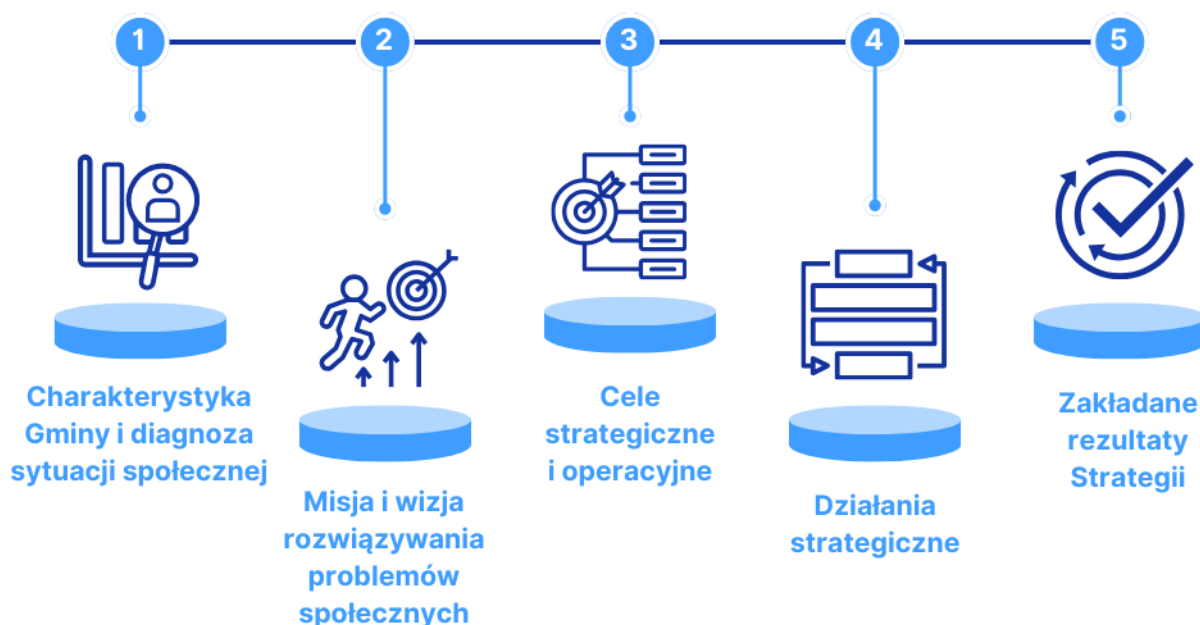 1
2
3
4
5
Charakterystyka
Gminy i diagnoza
sytuacji społecznej
Misja i wizja
rozwiązywania
problemów
społecznych
Cele
strategiczne
i operacyjne
Działania
strategiczne
Zakładane
rezultaty
Strategii